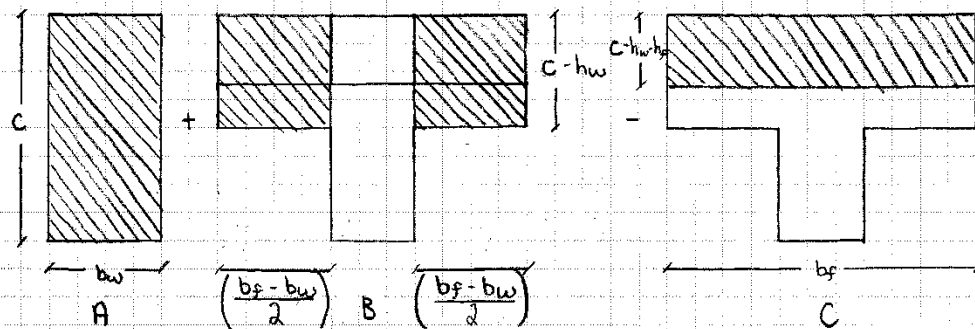 c
bw
A
+
(bf - bw / 2)
B
(bf - bw / 2)
c - hw
-
c-hw-hf
bf
C